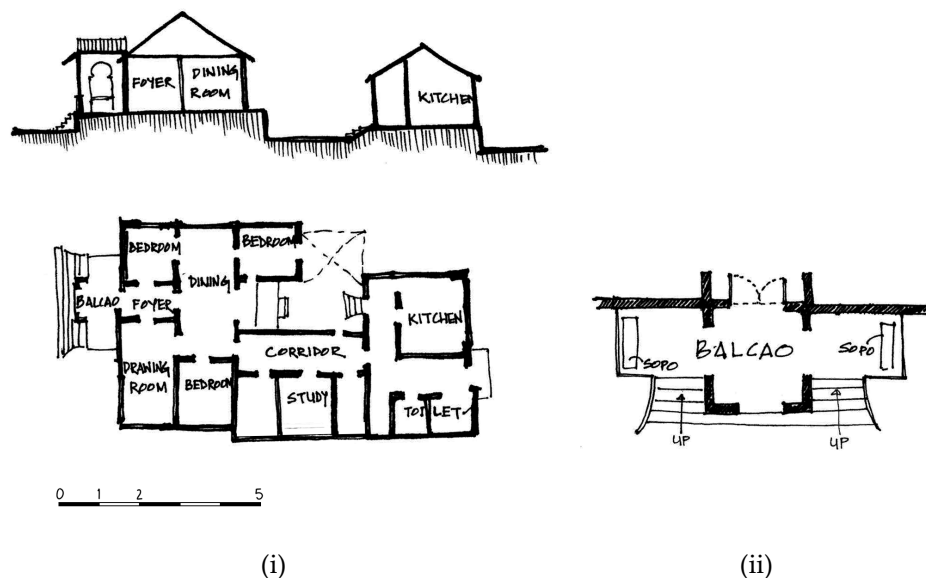 FOYER
DINING
ROOM
KITCHEN
BEDROOM
BEDROOM
DINING
BALCAO
FOYER
KITCHEN
CORRIDOR
DRAWING
ROOM
BEDROOM
STUDY
TOILET
BALCAO
SOPO
SOPO
UP
UP
0 1 2 5
(i)
(ii)